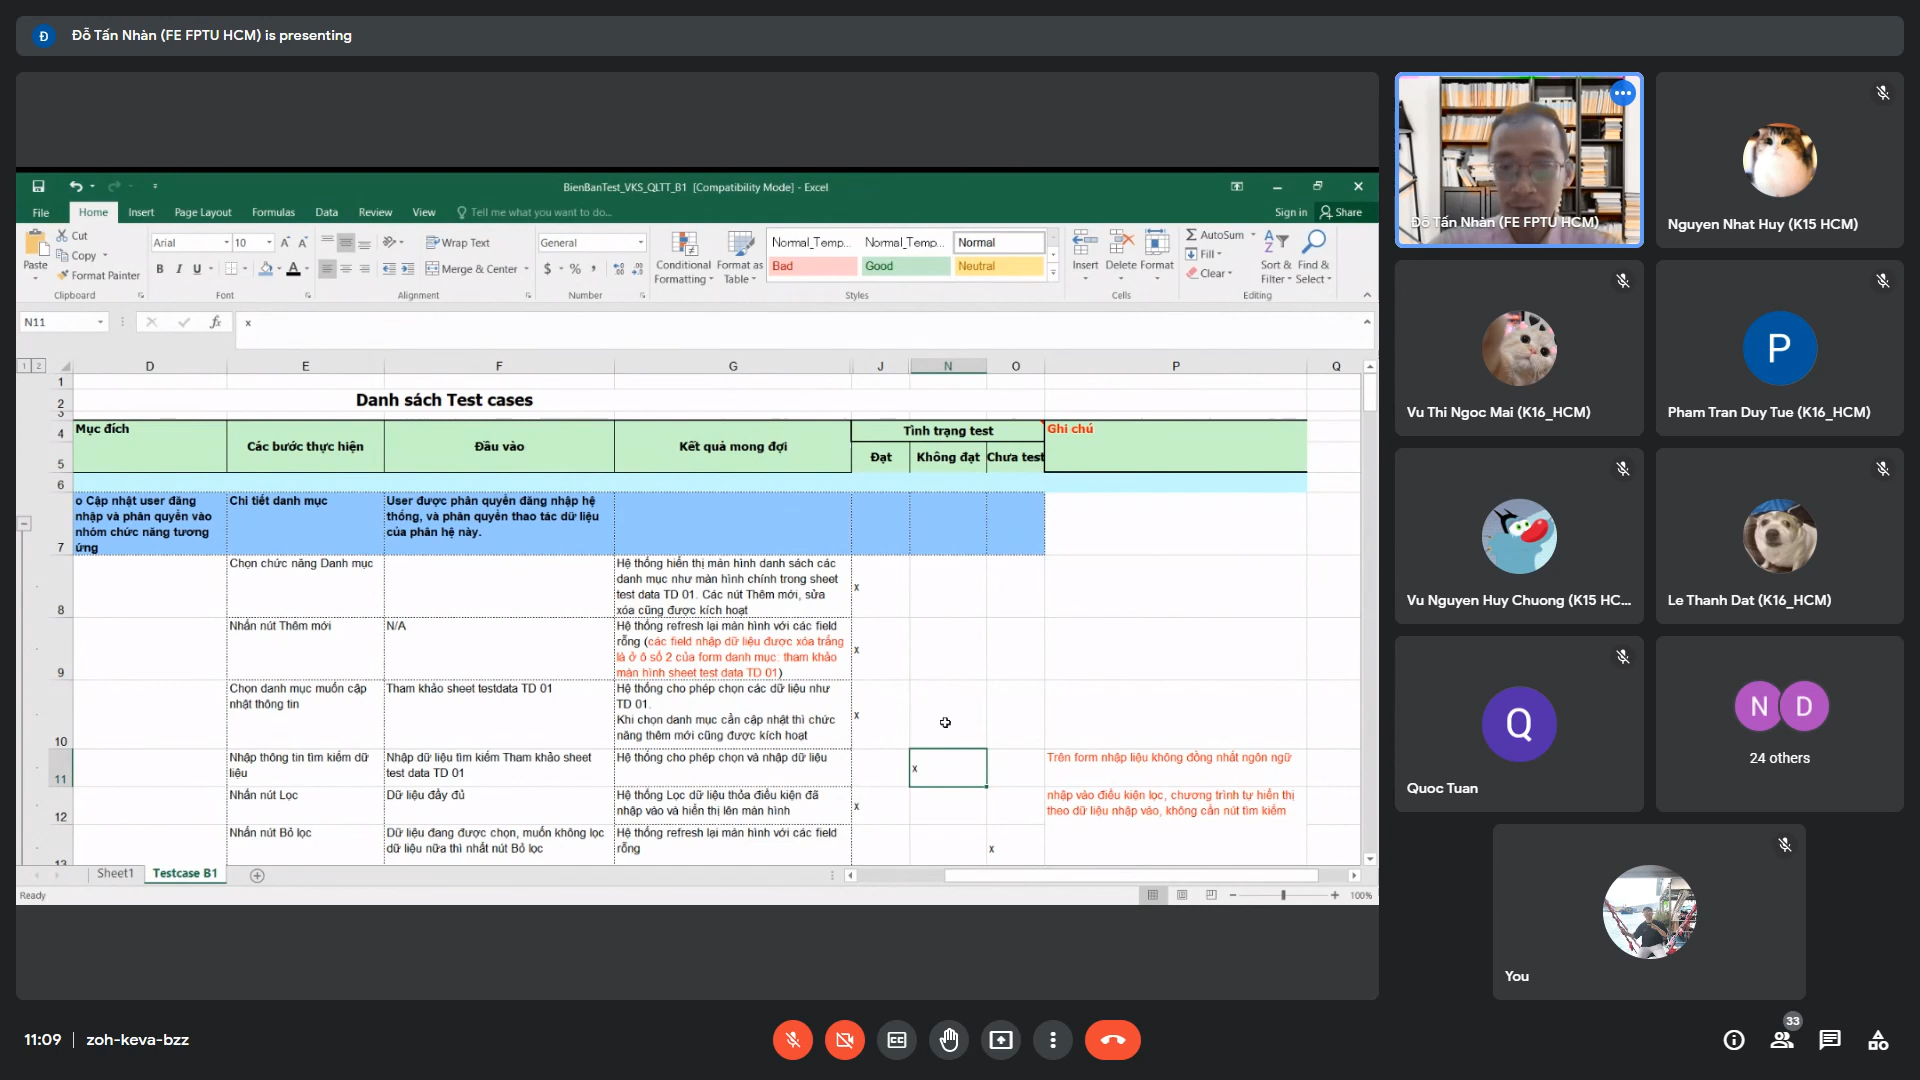 Đ Đỗ Tấn Nhàn (FE FPTU HCM) is presenting
BienBanTest_VKS_QLTT_B1 [Compatibility Mode] - Excel
File Home Insert Page Layout Formulas Data Review View Tell me what you want to do... Sign in Share
Paste
Cut
Copy
Format Painter
Clipboard
Arial 10
B I U
Font
Wrap Text
Merge & Center
Alignment
General
$ % ,
Number
Conditional Formatting
Format as Table
Normal_Temp... Normal_Temp... Normal
Bad Good Neutral
Styles
Insert Delete Format
Cells
AutoSum
Fill
Clear
Sort & Filter
Find & Select
Editing
N11 fx x
1 2 D E F G J N O P Q
1
2 Danh sách Test cases
3
4 Mục đích Các bước thực hiện Đầu vào Kết quả mong đợi Tình trạng test Ghi chú
5 Đạt Không đạt Chưa test
6
o Cập nhật user đăng nhập và phân quyền vào nhóm chức năng tương ứng
Chi tiết danh mục
User được phân quyền đăng nhập hệ thống, và phân quyền thao tác dữ liệu của phân hệ này.
7
Chọn chức năng Danh mục
Hệ thống hiển thị màn hình danh sách các danh mục như màn hình chính trong sheet test data TD 01. Các nút Thêm mới, sửa xóa cũng được kích hoạt
x
8
Nhấn nút Thêm mới
N/A
Hệ thống refresh lại màn hình với các field rỗng (các field nhập dữ liệu được xóa trắng là ở ô số 2 của form danh mục: tham khảo màn hình sheet test data TD 01)
x
9
Chọn danh mục muốn cập nhật thông tin
Tham khảo sheet testdata TD 01
Hệ thống cho phép chọn các dữ liệu như TD 01.
Khi chọn danh mục cần cập nhật thì chức năng thêm mới cũng được kích hoạt
x
10
Nhập thông tin tìm kiếm dữ liệu
Nhập dữ liệu tìm kiếm Tham khảo sheet test data TD 01
Hệ thống cho phép chọn và nhập dữ liệu
x
Trên form nhập liệu không đồng nhất ngôn ngữ
11
Nhấn nút Lọc
Dữ liệu đầy đủ
Hệ thống Lọc dữ liệu thỏa điều kiện đã nhập vào và hiển thị lên màn hình
x
nhập vào điều kiện lọc, chương trình tự hiển thị theo dữ liệu nhập vào, không cần nút tìm kiếm
12
Nhấn nút Bỏ lọc
Dữ liệu đang được chọn, muốn không lọc dữ liệu nữa thì nhất nút Bỏ lọc
Hệ thống refresh lại màn hình với các field rỗng
x
13
Sheet1 Testcase B1
Ready 100%
Đỗ Tấn Nhàn (FE FPTU HCM)
Nguyen Nhat Huy (K15 HCM)
Vu Thi Ngoc Mai (K16_HCM)
P
Pham Tran Duy Tue (K16_HCM)
Vu Nguyen Huy Chuong (K15 HC...
Le Thanh Dat (K16_HCM)
Q
Quoc Tuan
N D
24 others
You
11:09 | zoh-keva-bzz
33